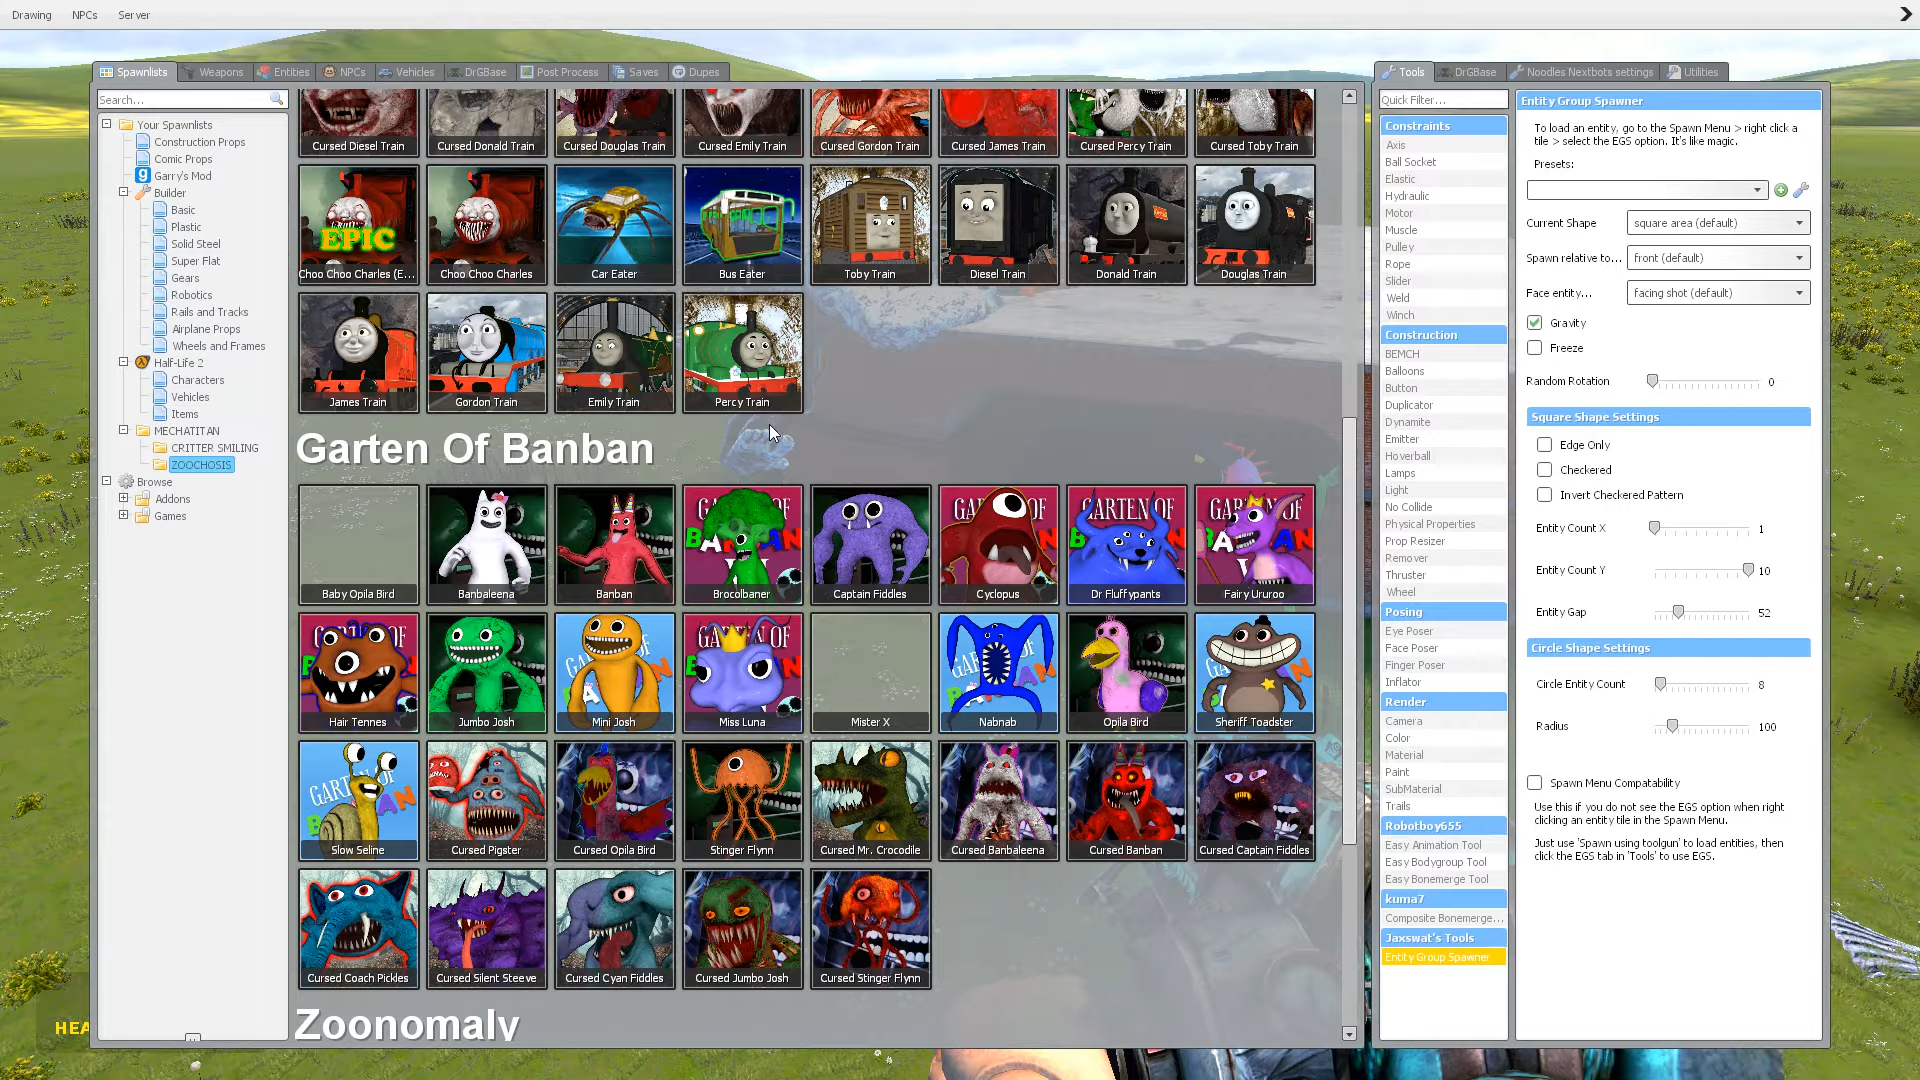 Drawing NPCs Server
Spawnlists Weapons Entities NPCs Vehicles DrGBase Post Process Saves Dupes
Search...
Your Spawnlists
Construction Props
Comic Props
Garry's Mod
Builder
Basic
Plastic
Solid Steel
Super Flat
Gears
Robotics
Rails and Tracks
Airplane Props
Wheels and Frames
Half-Life 2
Characters
Vehicles
Items
MECHATITAN
CRITTER SMILING
ZOOCHOSIS
Browse
Addons
Games
HEA
Cursed Diesel Train Cursed Donald Train Cursed Douglas Train Cursed Emily Train Cursed Gordon Train Cursed James Train Cursed Percy Train Cursed Toby Train
EPIC
Choo Choo Charles (E... Choo Choo Charles Car Eater Bus Eater Toby Train Diesel Train Donald Train Douglas Train
James Train Gordon Train Emily Train Percy Train
Garten Of Banban
Baby Opila Bird Banbaleena Banban Brocolbaner Captain Fiddles Cyclopus Dr Fluffypants Fairy Ururoo
Hair Tennes Jumbo Josh Mini Josh Miss Luna Mister X Nabnab Opila Bird Sheriff Toadster
Slow Seline Cursed Pigster Cursed Opila Bird Stinger Flynn Cursed Mr. Crocodile Cursed Banbaleena Cursed Banban Cursed Captain Fiddles
Cursed Coach Pickles Cursed Silent Steeve Cursed Cyan Fiddles Cursed Jumbo Josh Cursed Stinger Flynn
Zoonomaly
Tools DrGBase Noodles Nextbots settings Utilities
Quick Filter...
Constraints
Axis
Ball Socket
Elastic
Hydraulic
Motor
Muscle
Pulley
Rope
Slider
Weld
Winch
Construction
BEMCH
Balloons
Button
Duplicator
Dynamite
Emitter
Hoverball
Lamps
Light
No Collide
Physical Properties
Prop Resizer
Remover
Thruster
Wheel
Posing
Eye Poser
Face Poser
Finger Poser
Inflator
Render
Camera
Color
Material
Paint
SubMaterial
Trails
Robotboy655
Easy Animation Tool
Easy Bodygroup Tool
Easy Bonemerge Tool
kuma7
Composite Bonemerge...
Jaxswat's Tools
Entity Group Spawner
Entity Group Spawner
To load an entity, go to the Spawn Menu > right click a
tile > select the EGS option. It's like magic.
Presets:
Current Shape square area (default)
Spawn relative to... front (default)
Face entity... facing shot (default)
Gravity
Freeze
Random Rotation 0
Square Shape Settings
Edge Only
Checkered
Invert Checkered Pattern
Entity Count X 1
Entity Count Y 10
Entity Gap 52
Circle Shape Settings
Circle Entity Count 8
Radius 100
Spawn Menu Compatability
Use this if you do not see the EGS option when right
clicking an entity tile in the Spawn Menu.
Just use 'Spawn using toolgun' to load entities, then
click the EGS tab in 'Tools' to use EGS.